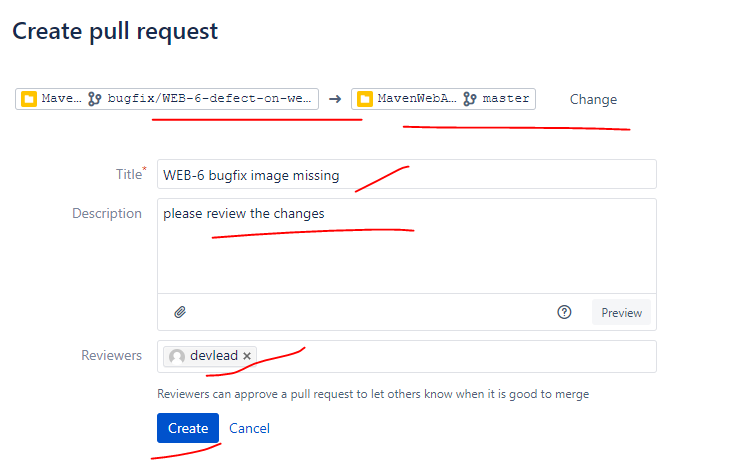 Create pull request
Mave... bugfix/WEB-6-defect-on-we... → MavenWebA... master Change
Title* WEB-6 bugfix image missing
Description please review the changes
Preview
Reviewers devlead ×
Reviewers can approve a pull request to let others know when it is good to merge
Create Cancel